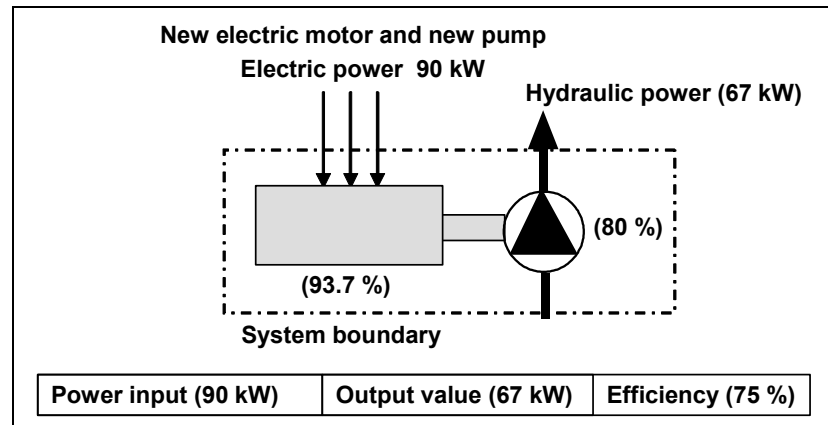 New electric motor and new pump
Electric power 90 kW
Hydraulic power (67 kW)
(80 %)
(93.7 %)
System boundary
Power input (90 kW) Output value (67 kW) Efficiency (75 %)